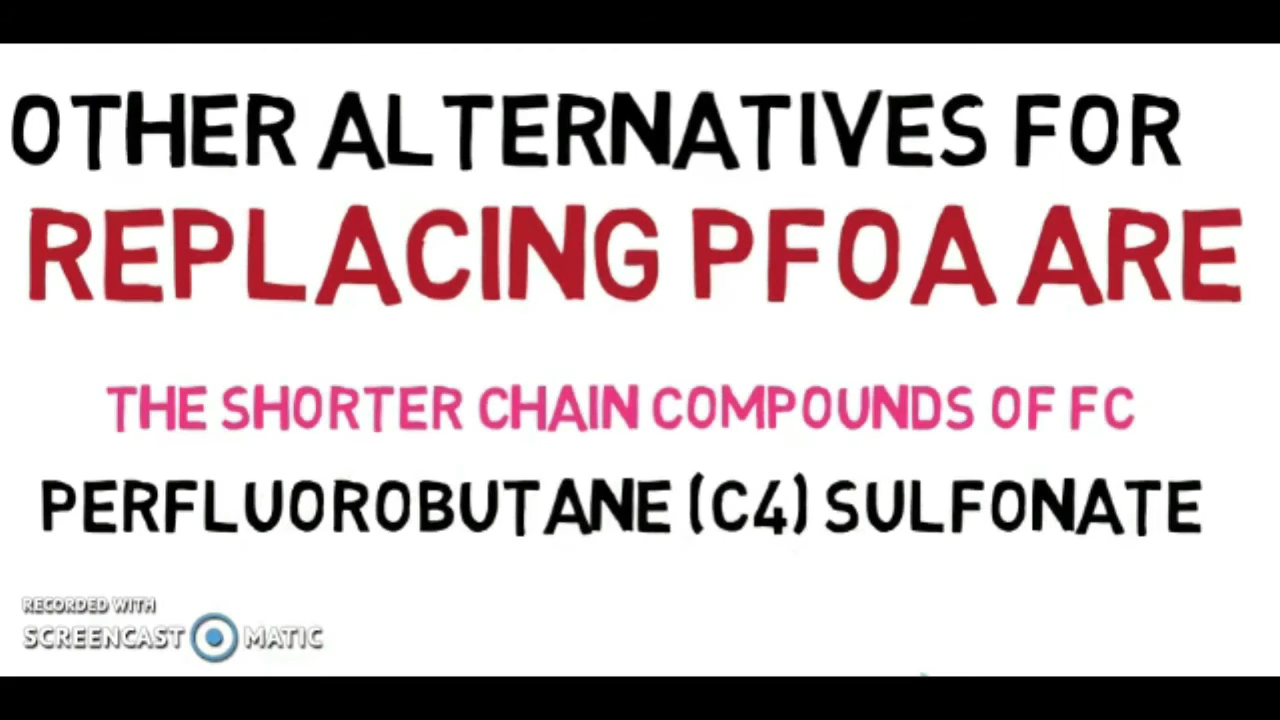 OTHER ALTERNATIVES FOR
REPLACING PFOA ARE
THE SHORTER CHAIN COMPOUNDS OF FC
PERFLUOROBUTANE (C4) SULFONATE
RECORDED WITH
SCREENCAST MATIC